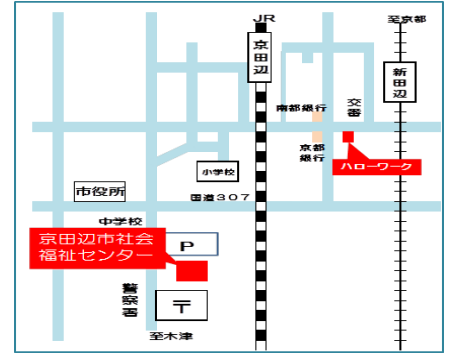 JR
至京都
京田辺
新田辺
南都銀行
交番
京都
銀行
ハローワーク
小学校
市役所
国道307
中学校
京田辺市社会
福祉センター
P
警察署
〒
至木津